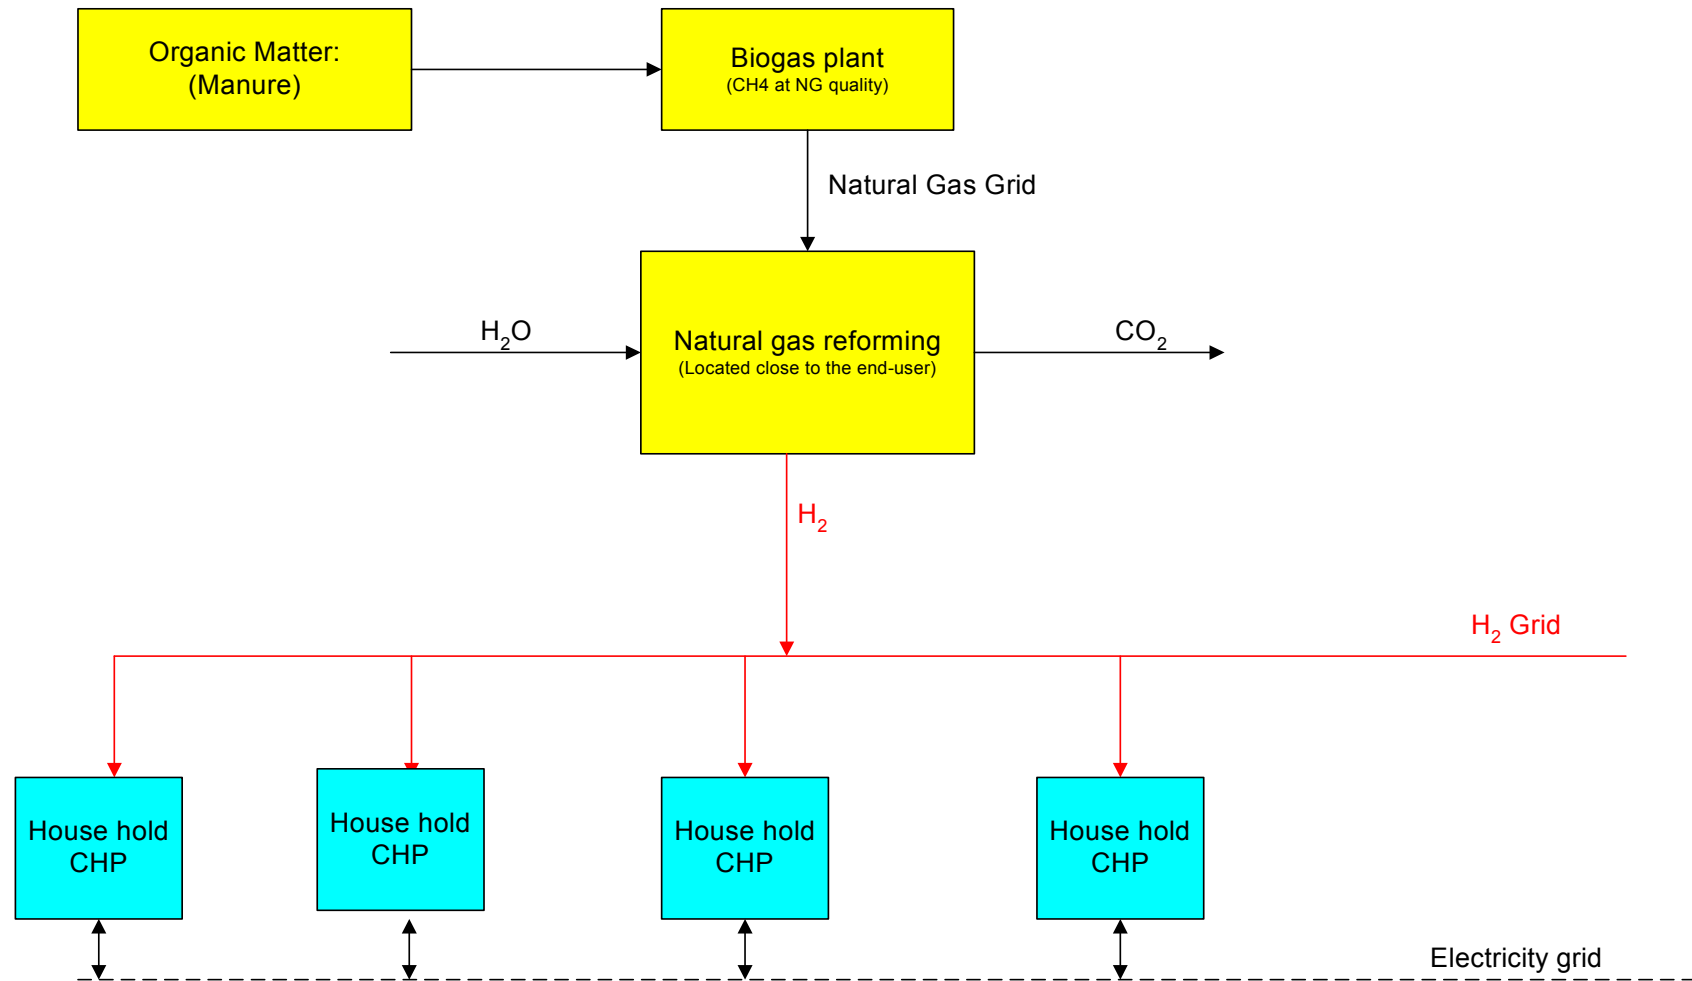 Organic Matter:
(Manure)
Biogas plant
(CH4 at NG quality)
Natural Gas Grid
H₂O
Natural gas reforming
(Located close to the end-user)
CO₂
H₂
H₂ Grid
House hold
CHP
House hold
CHP
House hold
CHP
House hold
CHP
Electricity grid